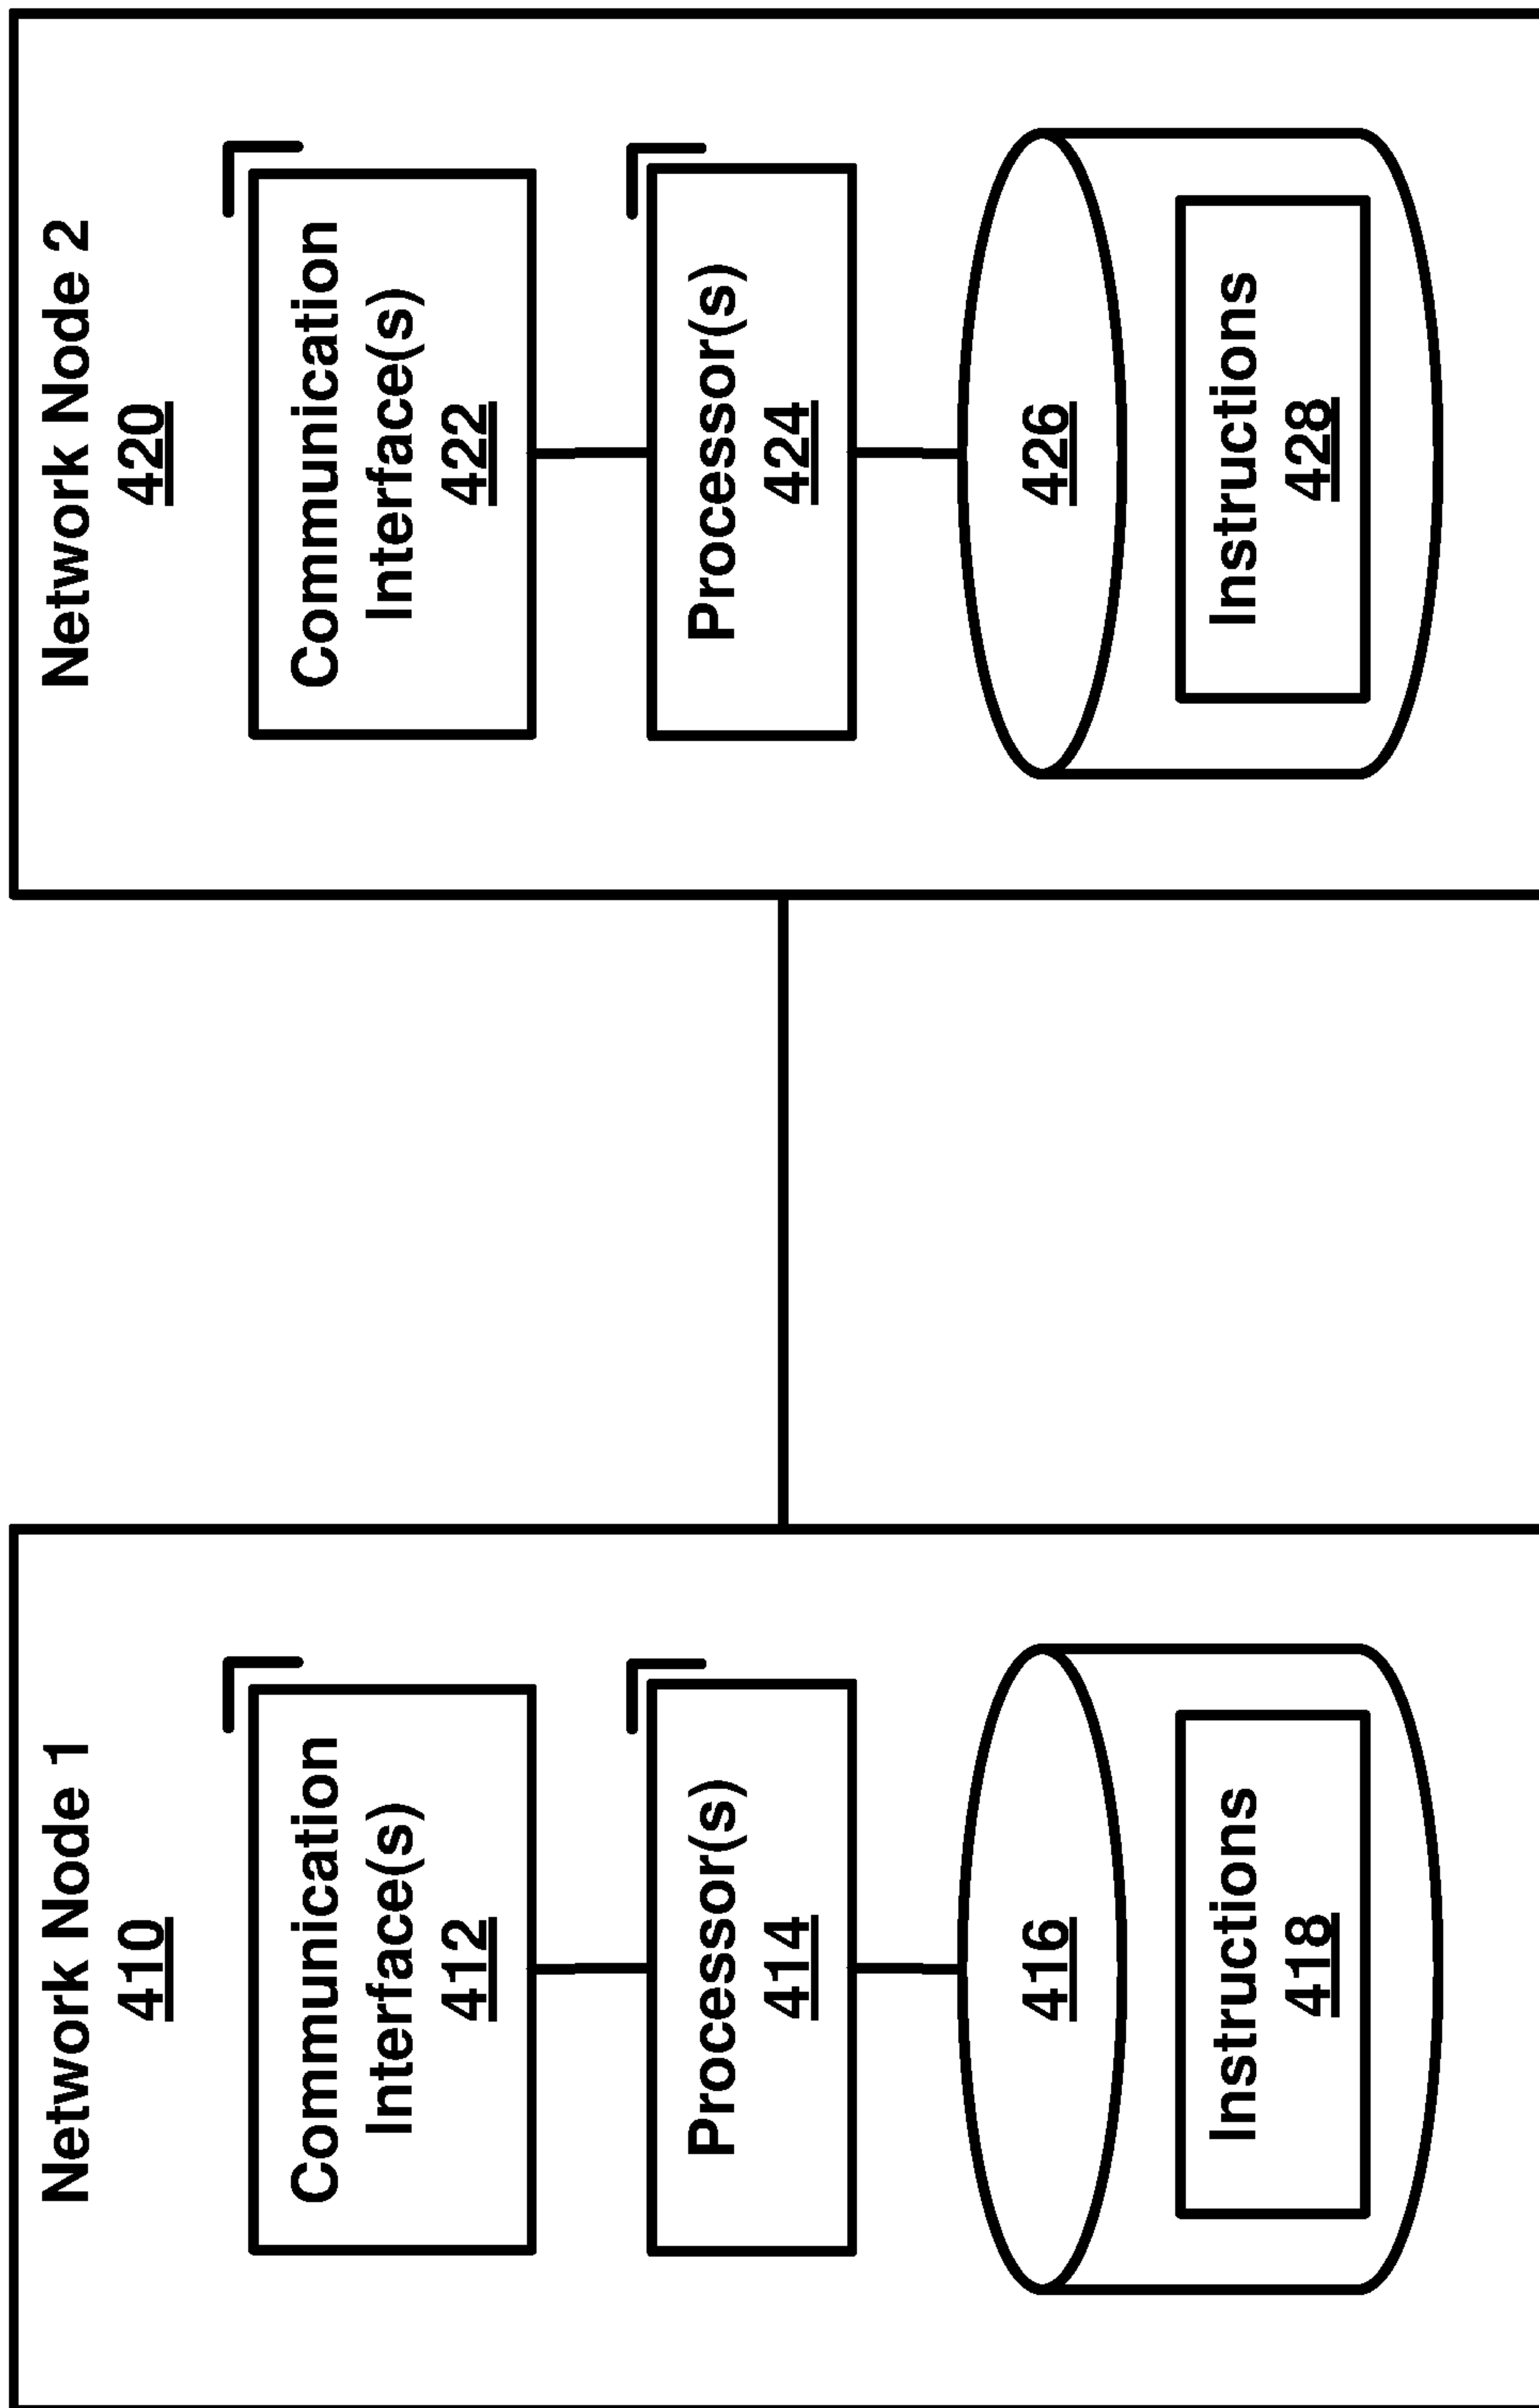 Network Node 1
410
Communication
Interface(s)
412
Processor(s)
414
416
Instructions
418
Network Node 2
420
Communication
Interface(s)
422
Processor(s)
424
426
Instructions
428